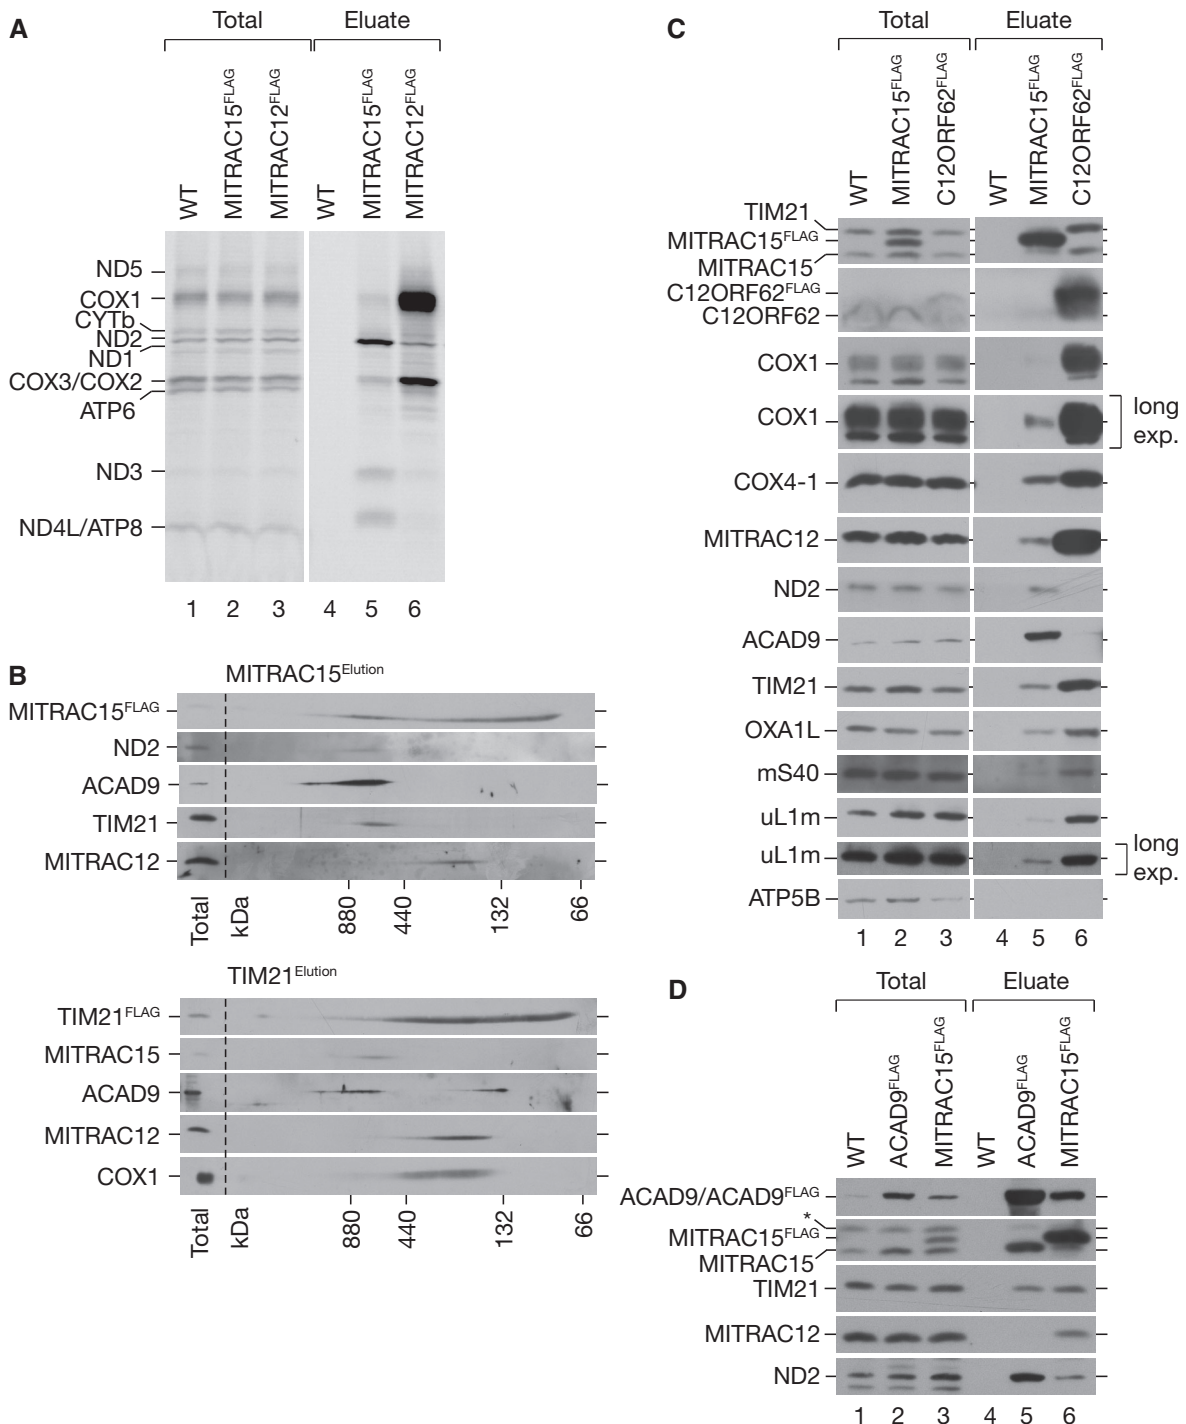 A
Total
Eluate
WT
MITRAC15FLAG
MITRAC12FLAG
WT
MITRAC15FLAG
MITRAC12FLAG
ND5
COX1
CYTb
ND2
ND1
COX3/COX2
ATP6
ND3
ND4L/ATP8
1 2 3 4 5 6
B
MITRAC15Elution
MITRAC15FLAG
ND2
ACAD9
TIM21
MITRAC12
Total
kDa
880
440
132
66
TIM21Elution
TIM21FLAG
MITRAC15
ACAD9
MITRAC12
COX1
Total
kDa
880
440
132
66
C
Total
Eluate
WT
MITRAC15FLAG
C12ORF62FLAG
WT
MITRAC15FLAG
C12ORF62FLAG
TIM21
MITRAC15FLAG
MITRAC15
C12ORF62FLAG
C12ORF62
COX1
COX1
long
exp.
COX4-1
MITRAC12
ND2
ACAD9
TIM21
OXA1L
mS40
uL1m
uL1m
long
exp.
ATP5B
1 2 3 4 5 6
D
Total
Eluate
WT
ACAD9FLAG
MITRAC15FLAG
WT
ACAD9FLAG
MITRAC15FLAG
ACAD9/ACAD9FLAG
*
MITRAC15FLAG
MITRAC15
TIM21
MITRAC12
ND2
1 2 3 4 5 6